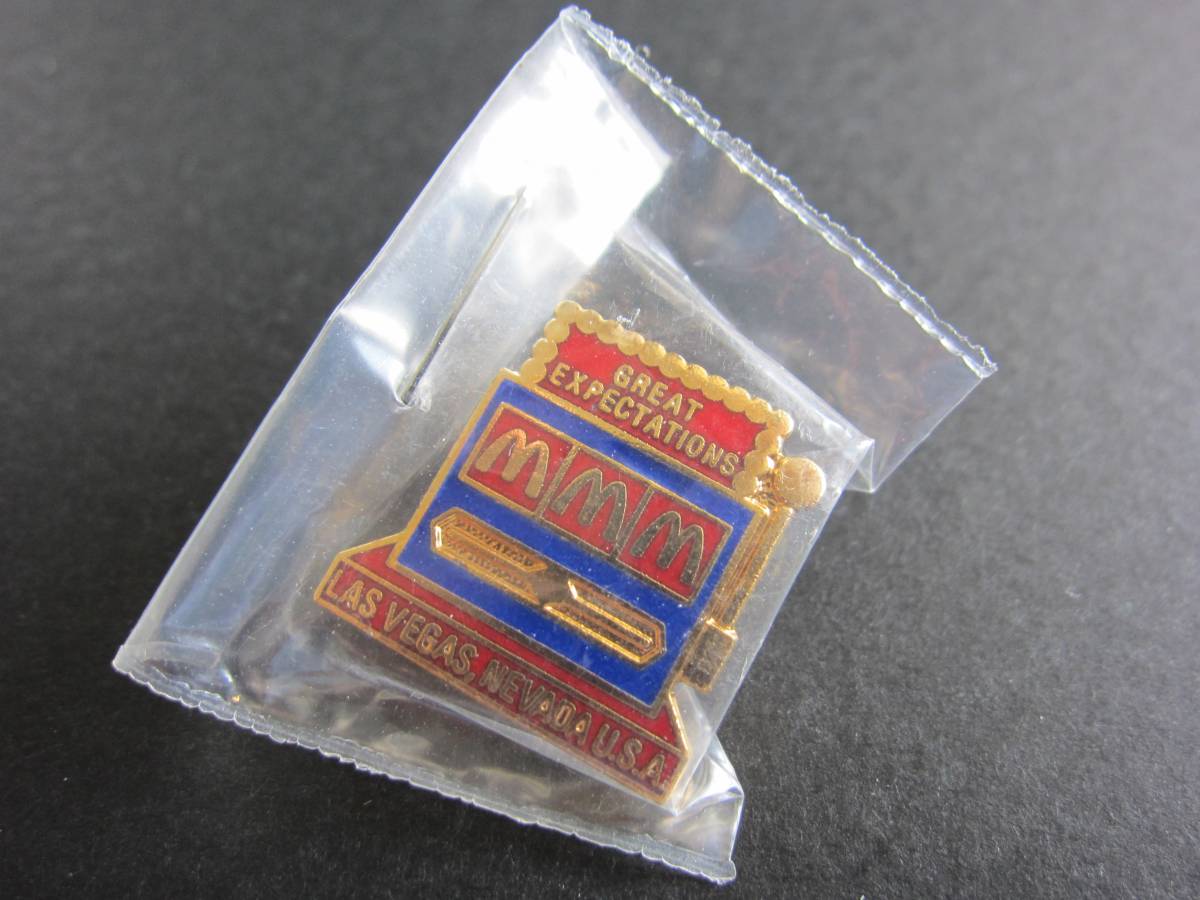 GREAT
EXPECTATIONS
M M M
LAS VEGAS, NEVADA U.S.A.